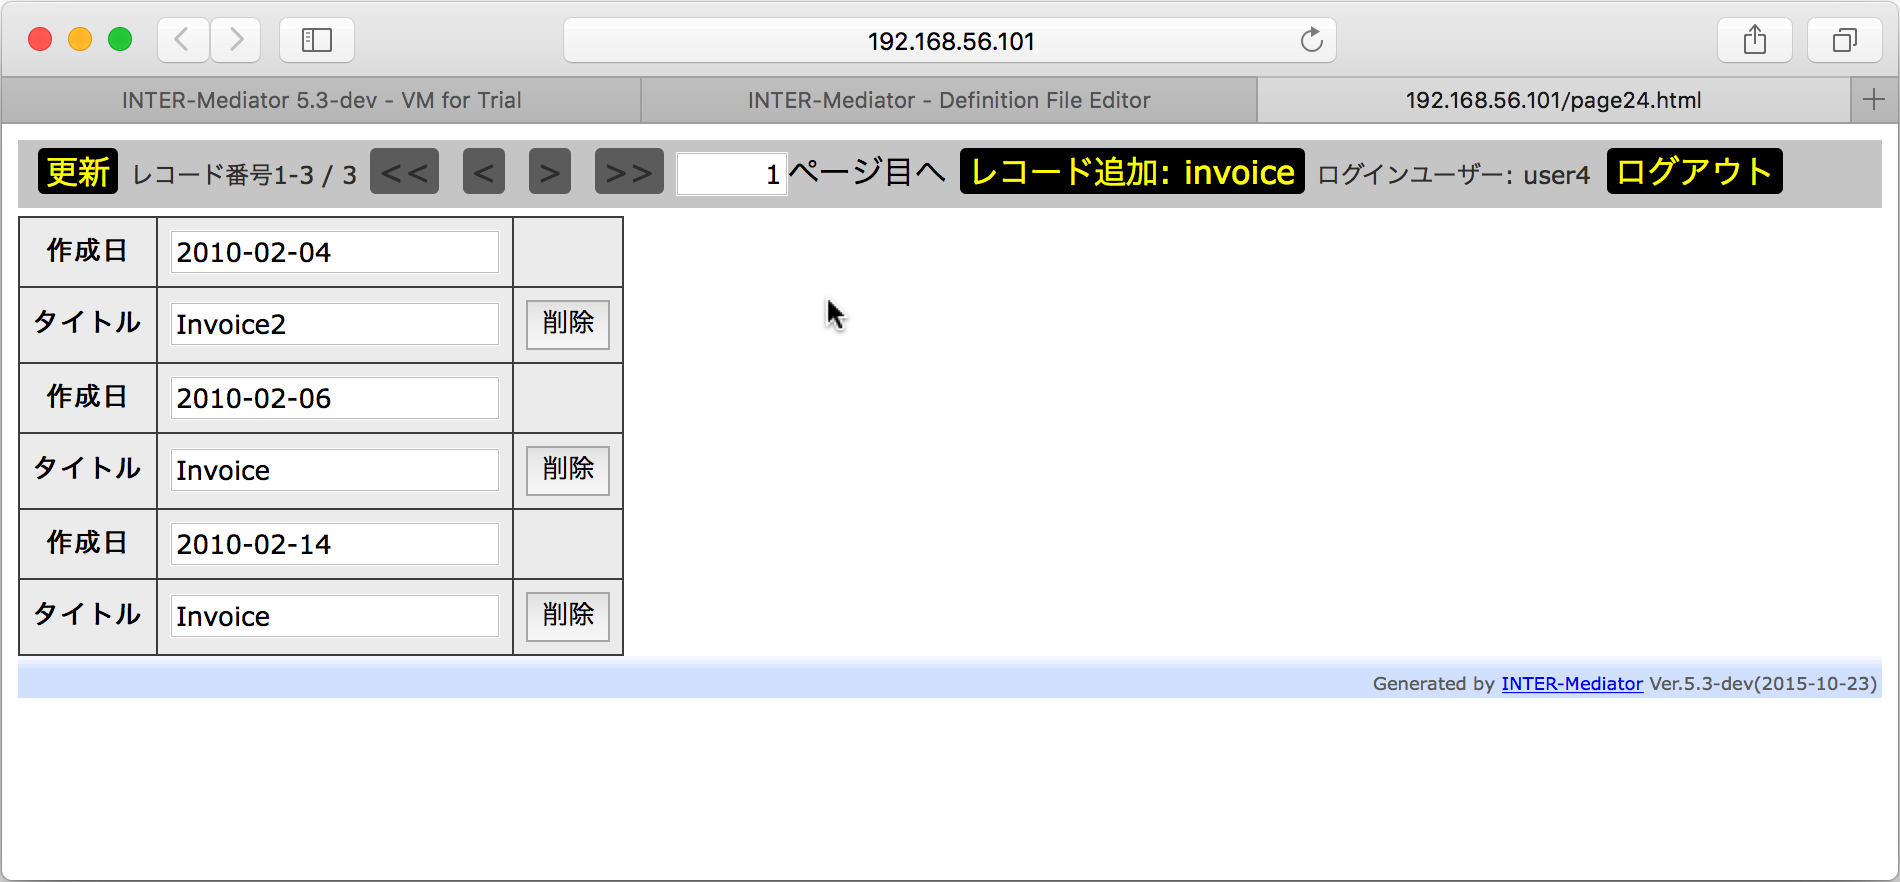 192.168.56.101
INTER-Mediator 5.3-dev - VM for Trial
INTER-Mediator - Definition File Editor
192.168.56.101/page24.html
更新 レコード番号1-3 / 3 << < > >> 1 ページ目へ レコード追加: invoice ログインユーザー: user4 ログアウト
作成日 2010-02-04
タイトル Invoice2 削除
作成日 2010-02-06
タイトル Invoice 削除
作成日 2010-02-14
タイトル Invoice 削除
Generated by INTER-Mediator Ver.5.3-dev(2015-10-23)